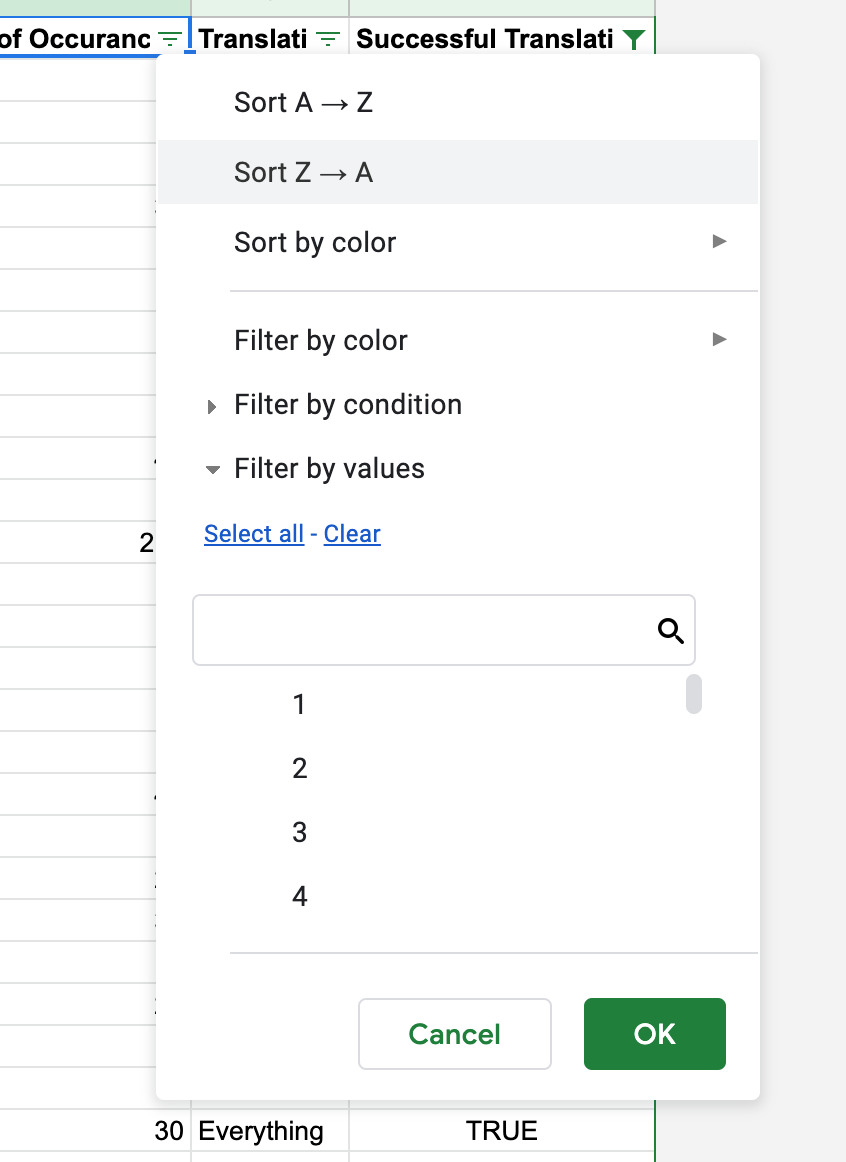 of Occuranc Translati Successful Translati
Sort A → Z
Sort Z → A
Sort by color
Filter by color
Filter by condition
Filter by values
2
Select all - Clear
1
2
3
4
Cancel OK
30 Everything TRUE